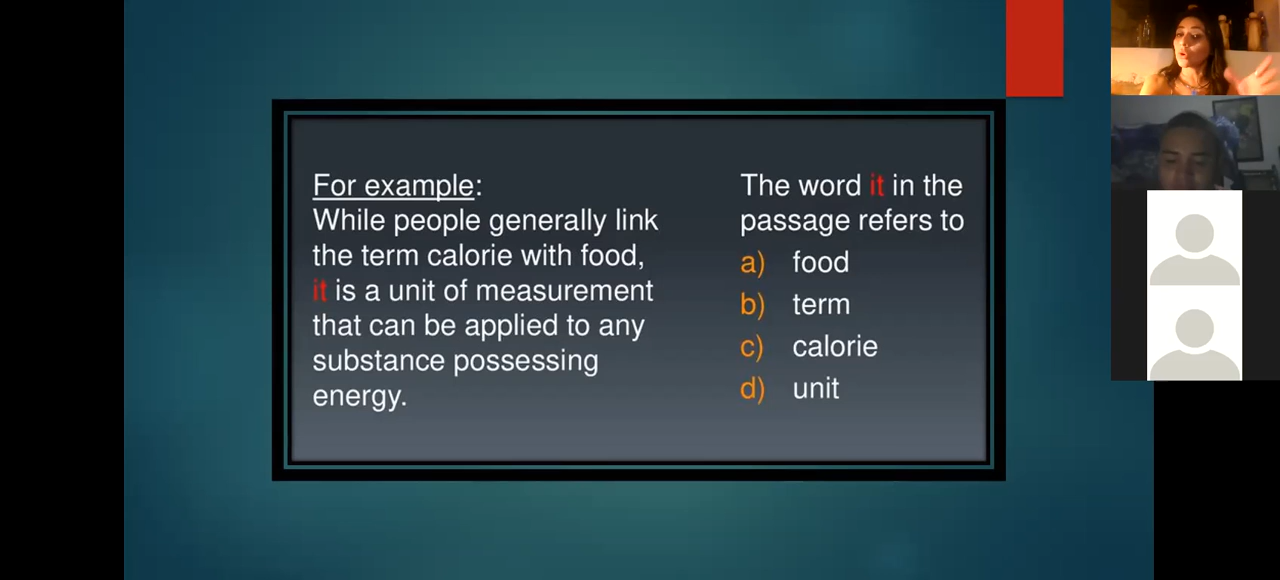 For example:
While people generally link
the term calorie with food,
it is a unit of measurement
that can be applied to any
substance possessing
energy.
The word it in the
passage refers to
a) food
b) term
c) calorie
d) unit